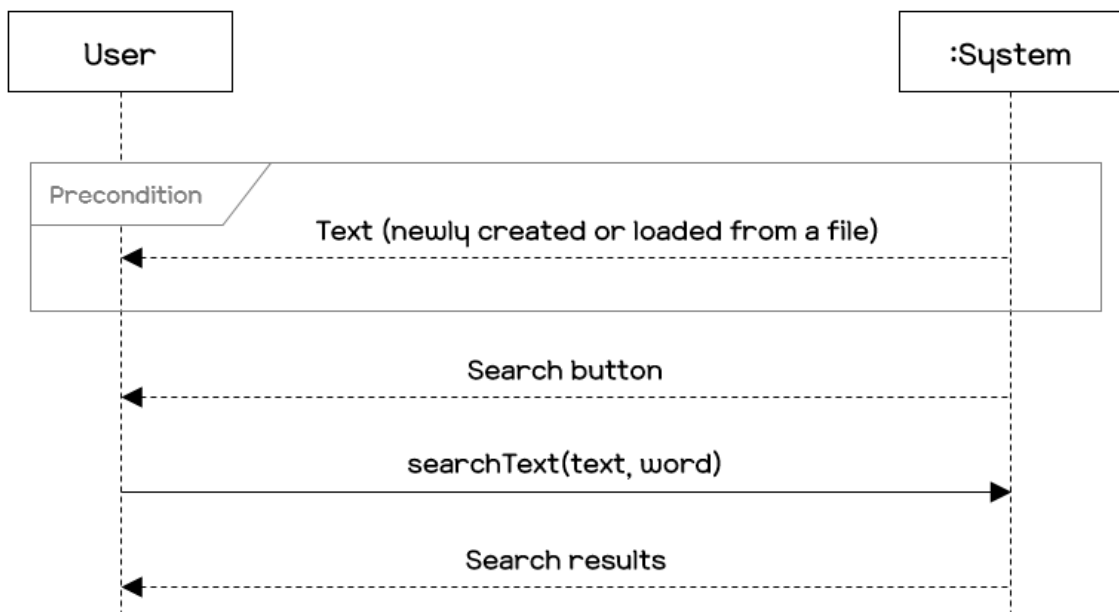 User
:System
Precondition
Text (newly created or loaded from a file)
Search button
searchText(text, word)
Search results